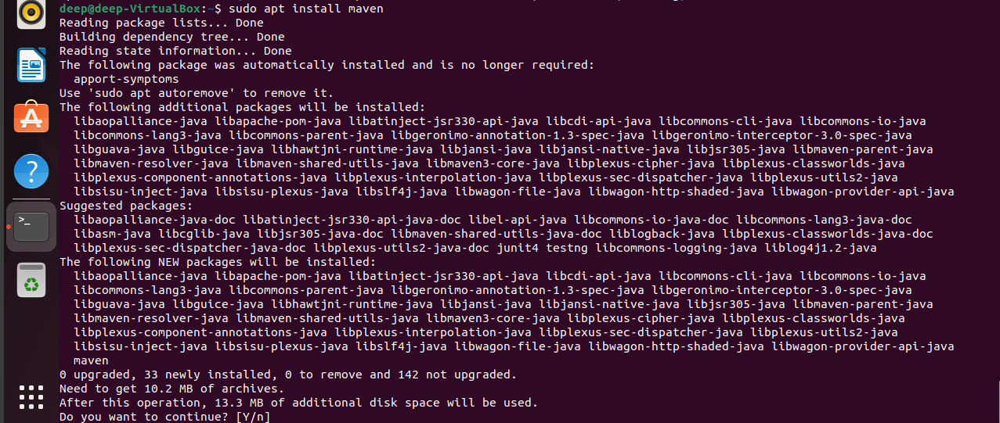 deep@deep-VirtualBox:~$ sudo apt install maven
Reading package lists... Done
Building dependency tree... Done
Reading state information... Done
The following package was automatically installed and is no longer required:
  apport-symptoms
Use 'sudo apt autoremove' to remove it.
The following additional packages will be installed:
  libaopalliance-java libapache-pom-java libatinject-jsr330-api-java libcdi-api-java libcommons-cli-java libcommons-io-java
  libcommons-lang3-java libcommons-parent-java libgeronimo-annotation-1.3-spec-java libgeronimo-interceptor-3.0-spec-java
  libguava-java libguice-java libhawtjni-runtime-java libjansi-java libjansi-native-java libjsr305-java libmaven-parent-java
  libmaven-resolver-java libmaven-shared-utils-java libmaven3-core-java libplexus-cipher-java libplexus-classworlds-java
  libplexus-component-annotations-java libplexus-interpolation-java libplexus-sec-dispatcher-java libplexus-utils2-java
  libsisu-inject-java libsisu-plexus-java libslf4j-java libwagon-file-java libwagon-http-shaded-java libwagon-provider-api-java
Suggested packages:
  libaopalliance-java-doc libatinject-jsr330-api-java-doc libel-api-java libcommons-io-java-doc libcommons-lang3-java-doc
  libasm-java libcglib-java libjsr305-java-doc libmaven-shared-utils-java-doc liblogback-java libplexus-classworlds-java-doc
  libplexus-sec-dispatcher-java-doc libplexus-utils2-java-doc junit4 testng libcommons-logging-java liblog4j1.2-java
The following NEW packages will be installed:
  libaopalliance-java libapache-pom-java libatinject-jsr330-api-java libcdi-api-java libcommons-cli-java libcommons-io-java
  libcommons-lang3-java libcommons-parent-java libgeronimo-annotation-1.3-spec-java libgeronimo-interceptor-3.0-spec-java
  libguava-java libguice-java libhawtjni-runtime-java libjansi-java libjansi-native-java libjsr305-java libmaven-parent-java
  libmaven-resolver-java libmaven-shared-utils-java libmaven3-core-java libplexus-cipher-java libplexus-classworlds-java
  libplexus-component-annotations-java libplexus-interpolation-java libplexus-sec-dispatcher-java libplexus-utils2-java
  libsisu-inject-java libsisu-plexus-java libslf4j-java libwagon-file-java libwagon-http-shaded-java libwagon-provider-api-java
  maven
0 upgraded, 33 newly installed, 0 to remove and 142 not upgraded.
Need to get 10.2 MB of archives.
After this operation, 13.3 MB of additional disk space will be used.
Do you want to continue? [Y/n]